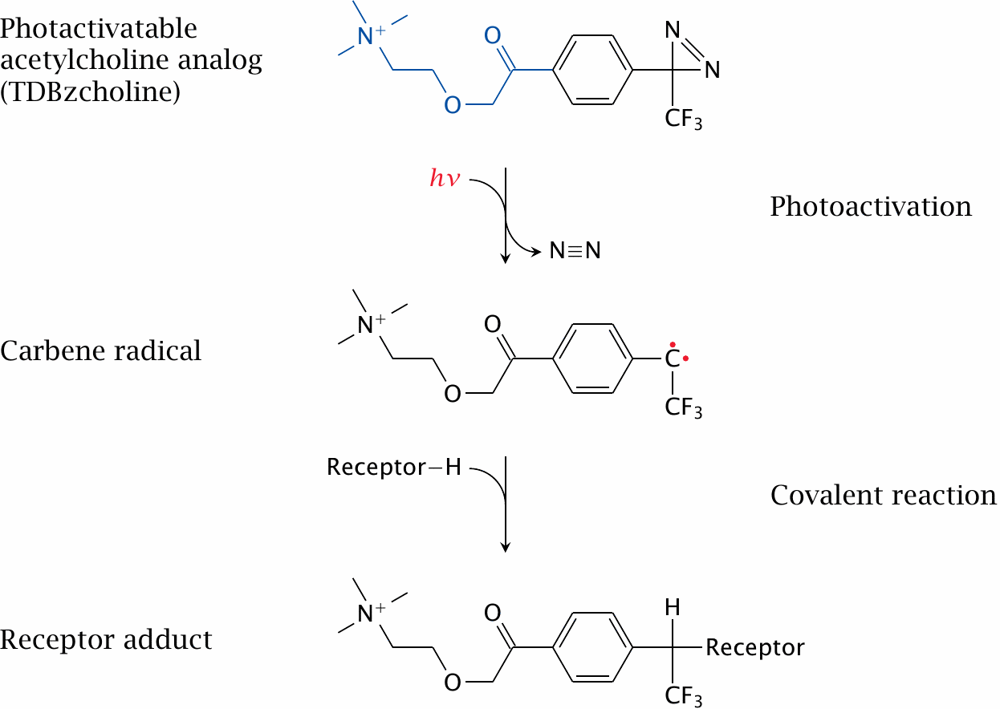 Photactivatable
acetylcholine analog
(TDBzcholine)
N+
O
O
N
N
CF3
hν
N≡N
Photoactivation
Carbene radical
N+
O
O
C
CF3
Receptor–H
Covalent reaction
Receptor adduct
N+
O
O
H
Receptor
CF3